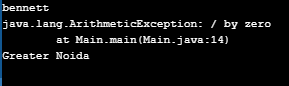 bennett
java.lang.ArithmeticException: / by zero
        at Main.main(Main.java:14)
Greater Noida